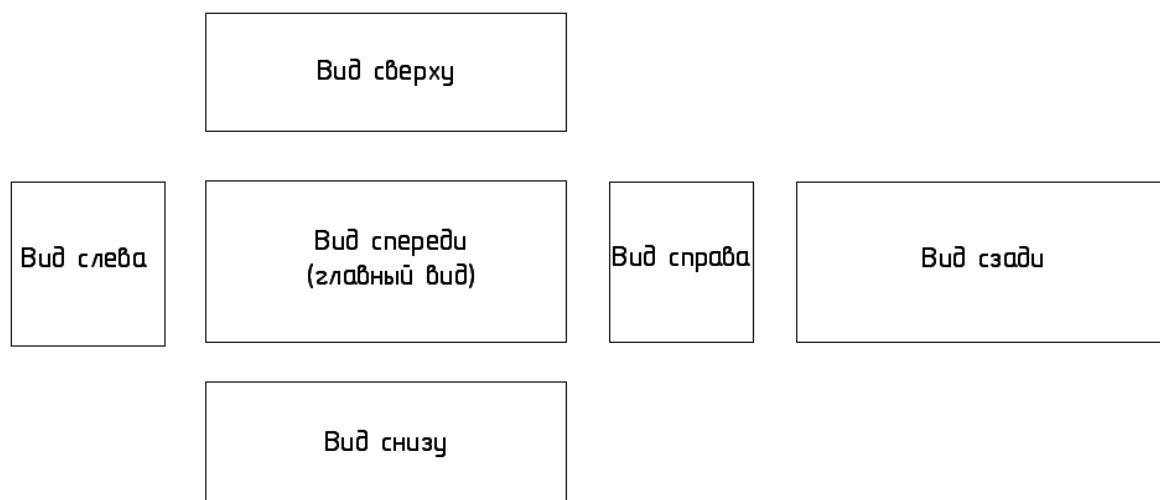 Вид сверху
Вид слева
Вид спереди
(главный вид)
Вид справа
Вид сзади
Вид снизу